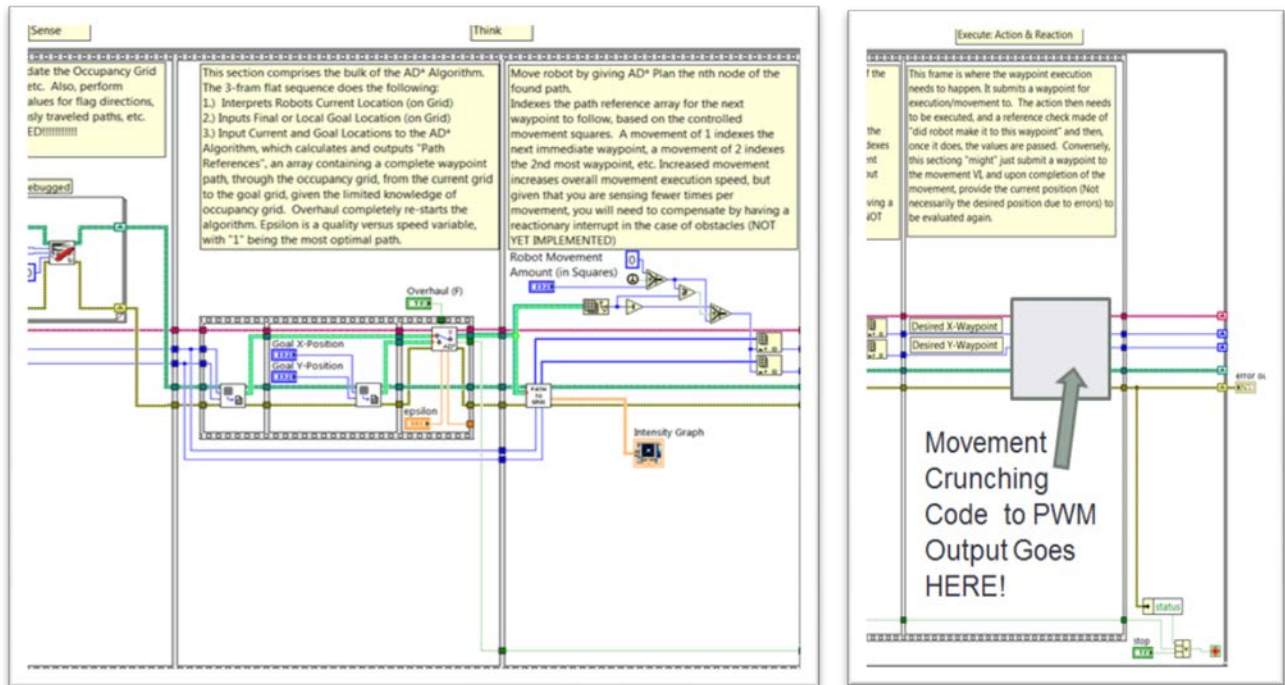 Sense
Think
date the Occupancy Grid
etc. Also, perform
alues for flag directions,
sly traveled paths, etc.
ED!!!!!!!!!!!
ebugged
This section comprises the bulk of the AD* Algorithm.
The 3-fram flat sequence does the following:
1.) Interprets Robots Current Location (on Grid)
2.) Inputs Final or Local Goal Location (on Grid)
3.) Input Current and Goal Locations to the AD*
Algorithm, which calculates and outputs "Path
References", an array containing a complete waypoint
path, through the occupancy grid, from the current grid
to the goal grid, given the limited knowledge of
occupancy grid. Overhaul completely re-starts the
algorithm. Epsilon is a quality versus speed variable,
with "1" being the most optimal path.
Overhaul (F)
Goal X-Position
Goal Y-Position
epsilon
Move robot by giving AD* Plan the nth node of the
found path.
Indexes the path reference array for the next
waypoint to follow, based on the controlled
movement squares. A movement of 1 indexes the
next immediate waypoint, a movement of 2 indexes
the 2nd most waypoint, etc. Increased movement
increases overall movement execution speed, but
given that you are sensing fewer times per
movement, you will need to compensate by having a
reactionary interrupt in the case of obstacles (NOT
YET IMPLEMENTED)
Robot Movement
Amount (in Squares)
0
PATH
TO
Intensity Graph
Execute: Action & Reaction
f the
the
dexes
ent
out
ving a
NOT
This frame is where the waypoint execution
needs to happen. It submits a waypoint for
execution/movement to. The action then needs
to be executed, and a reference check made of
"did robot make it to this waypoint" and then,
once it does, the values are passed. Conversely,
this sectiong "might" just submit a waypoint to
the movement VI, and upon completion of the
movement, provide the current position (Not
necessarily the desired position due to errors) to
be evaluated again.
Desired X-Waypoint
Desired Y-Waypoint
error ou
Movement
Crunching
Code to PWM
Output Goes
HERE!
status
stop